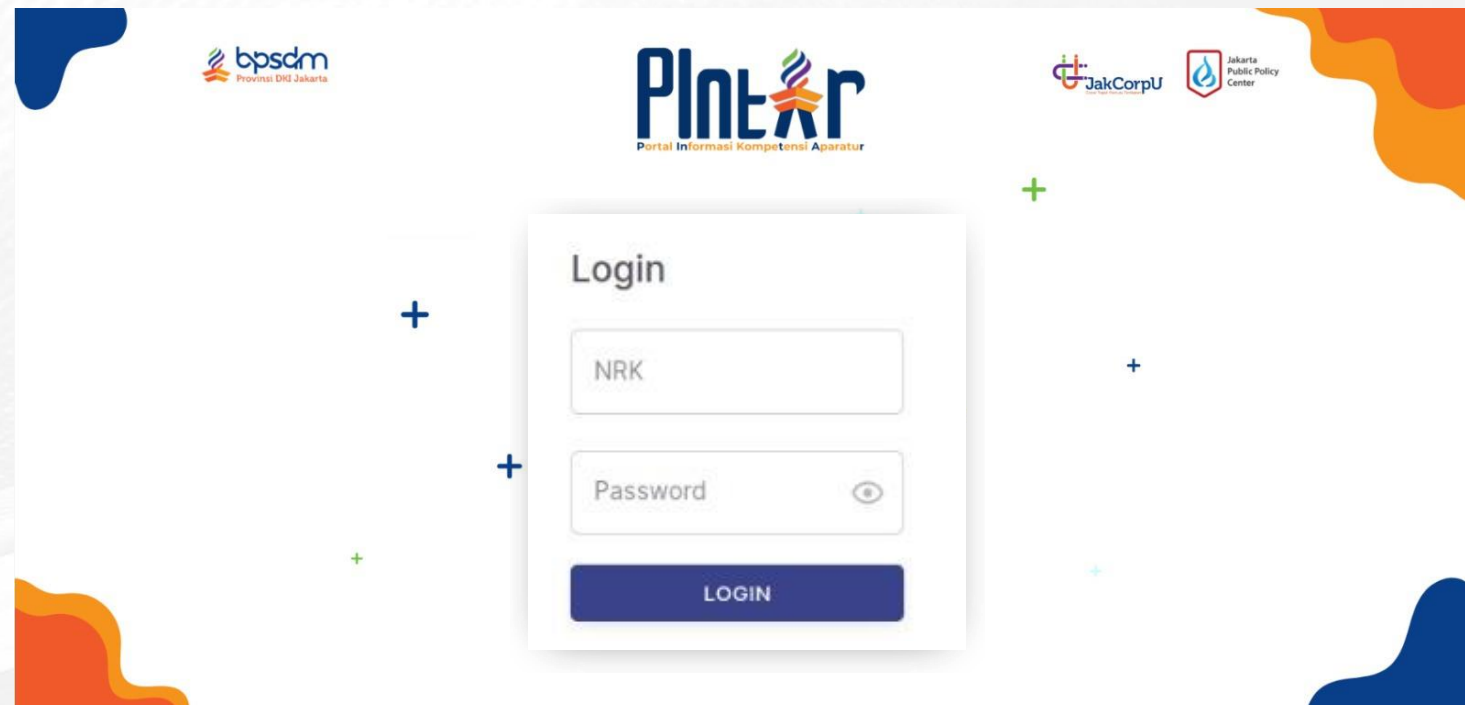 bpsdm
Provinsi DKI Jakarta
PIntAr
Portal Informasi Kompetensi Aparatur
JakCorpU
Jakarta
Public Policy
Center
Login
NRK
Password
LOGIN